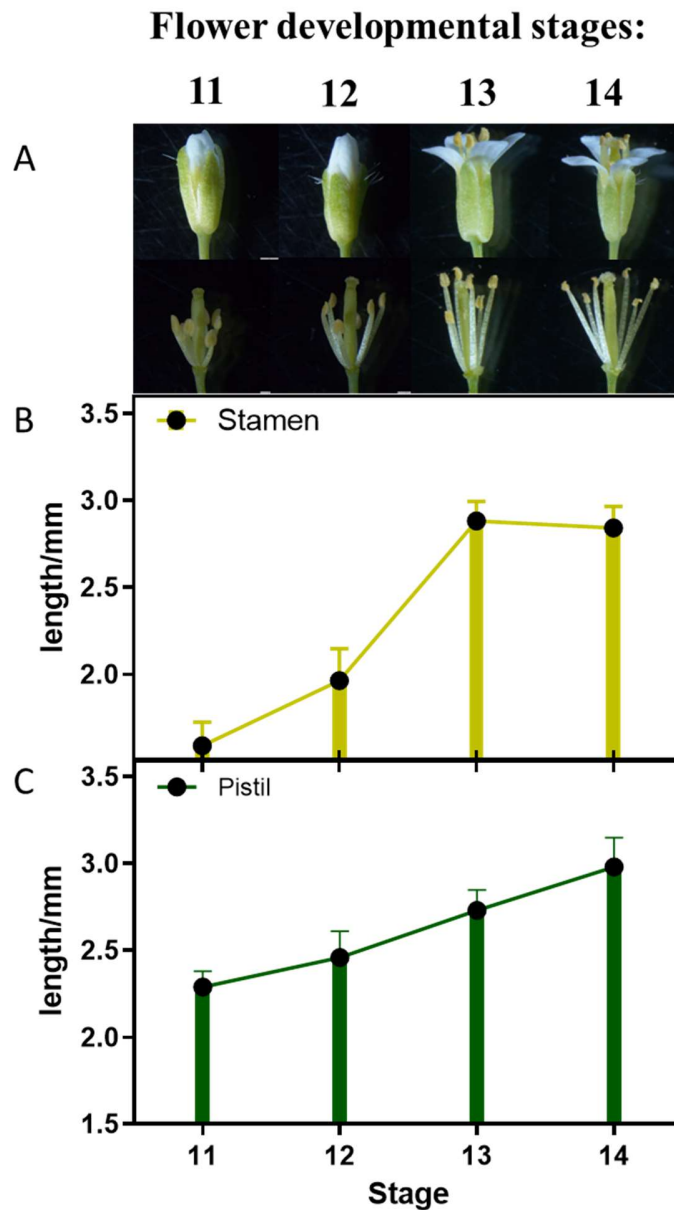 Flower developmental stages:
11 12 13 14
A
B
3.5
Stamen
3.0
2.5
2.0
length/mm
C
3.5
Pistil
3.0
2.5
2.0
1.5
length/mm
11 12 13 14
Stage